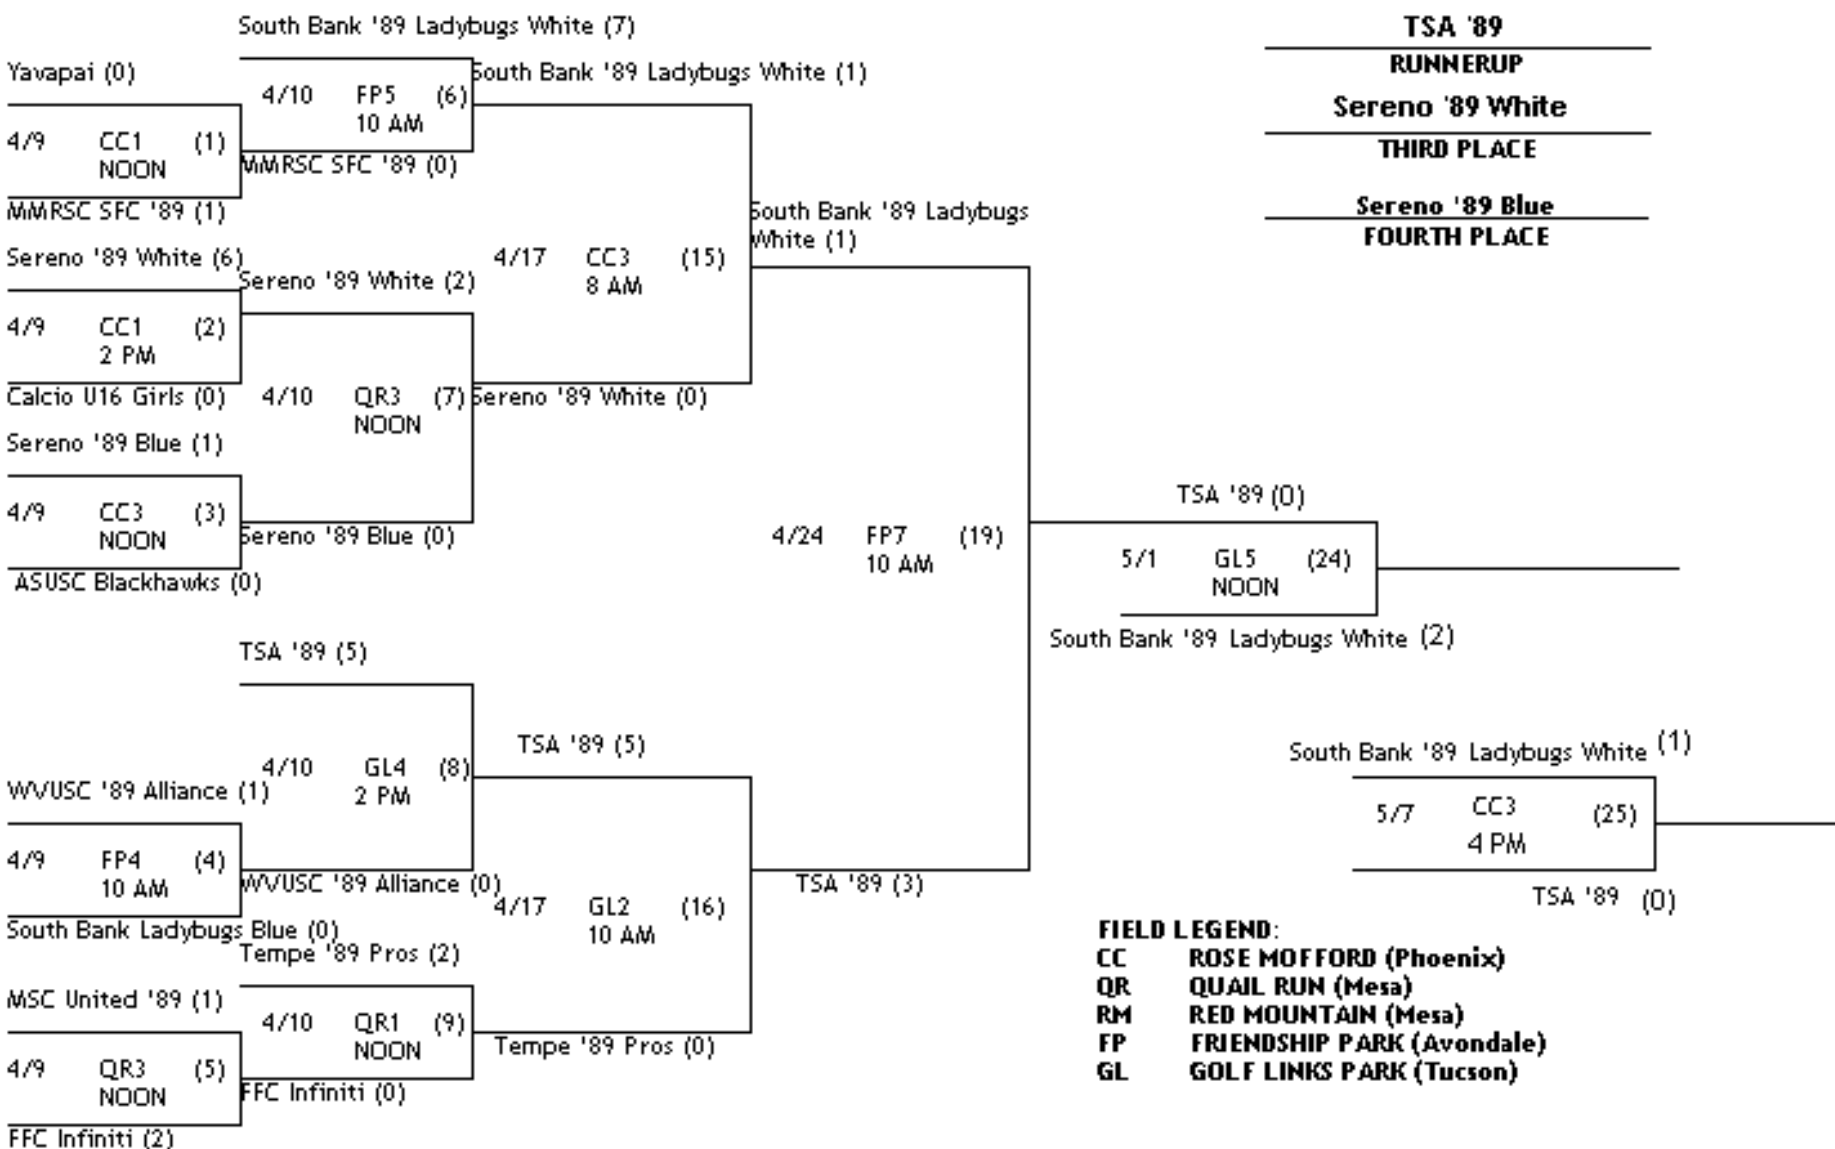 South Bank '89 Ladybugs White (7)
TSA '89
RUNNERUP
Sereno '89 White
THIRD PLACE
Sereno '89 Blue
FOURTH PLACE
Yavapai (0)
4/9 CC1 (1)
NOON
MMRSC SFC '89 (1)
4/10 FP5 (6)
10 AM
MMRSC SFC '89 (0)
South Bank '89 Ladybugs White (1)
Sereno '89 White (6)
4/9 CC1 (2)
2 PM
Calcio U16 Girls (0)
Sereno '89 White (2)
4/10 QR3 (7)
NOON
Sereno '89 Blue (0)
Sereno '89 Blue (1)
4/9 CC3 (3)
NOON
ASUSC Blackhawks (0)
4/17 CC3 (15)
8 AM
Sereno '89 White (0)
South Bank '89 Ladybugs
White (1)
4/24 FP7 (19)
10 AM
TSA '89 (0)
5/1 GL5 (24)
NOON
South Bank '89 Ladybugs White (2)
TSA '89 (5)
4/10 GL4 (8)
2 PM
WVUSC '89 Alliance (1)
4/9 FP4 (4)
10 AM
South Bank Ladybugs Blue (0)
WVUSC '89 Alliance (0)
TSA '89 (5)
4/17 GL2 (16)
10 AM
TSA '89 (3)
Tempe '89 Pros (2)
4/10 QR1 (9)
NOON
FFC Infiniti (0)
Tempe '89 Pros (0)
MSC United '89 (1)
4/9 QR3 (5)
NOON
FFC Infiniti (2)
South Bank '89 Ladybugs White (1)
5/7 CC3 (25)
4 PM
TSA '89 (0)
FIELD LEGEND:
CC ROSE MOFFORD (Phoenix)
QR QUAIL RUN (Mesa)
RM RED MOUNTAIN (Mesa)
FP FRIENDSHIP PARK (Avondale)
GL GOLF LINKS PARK (Tucson)